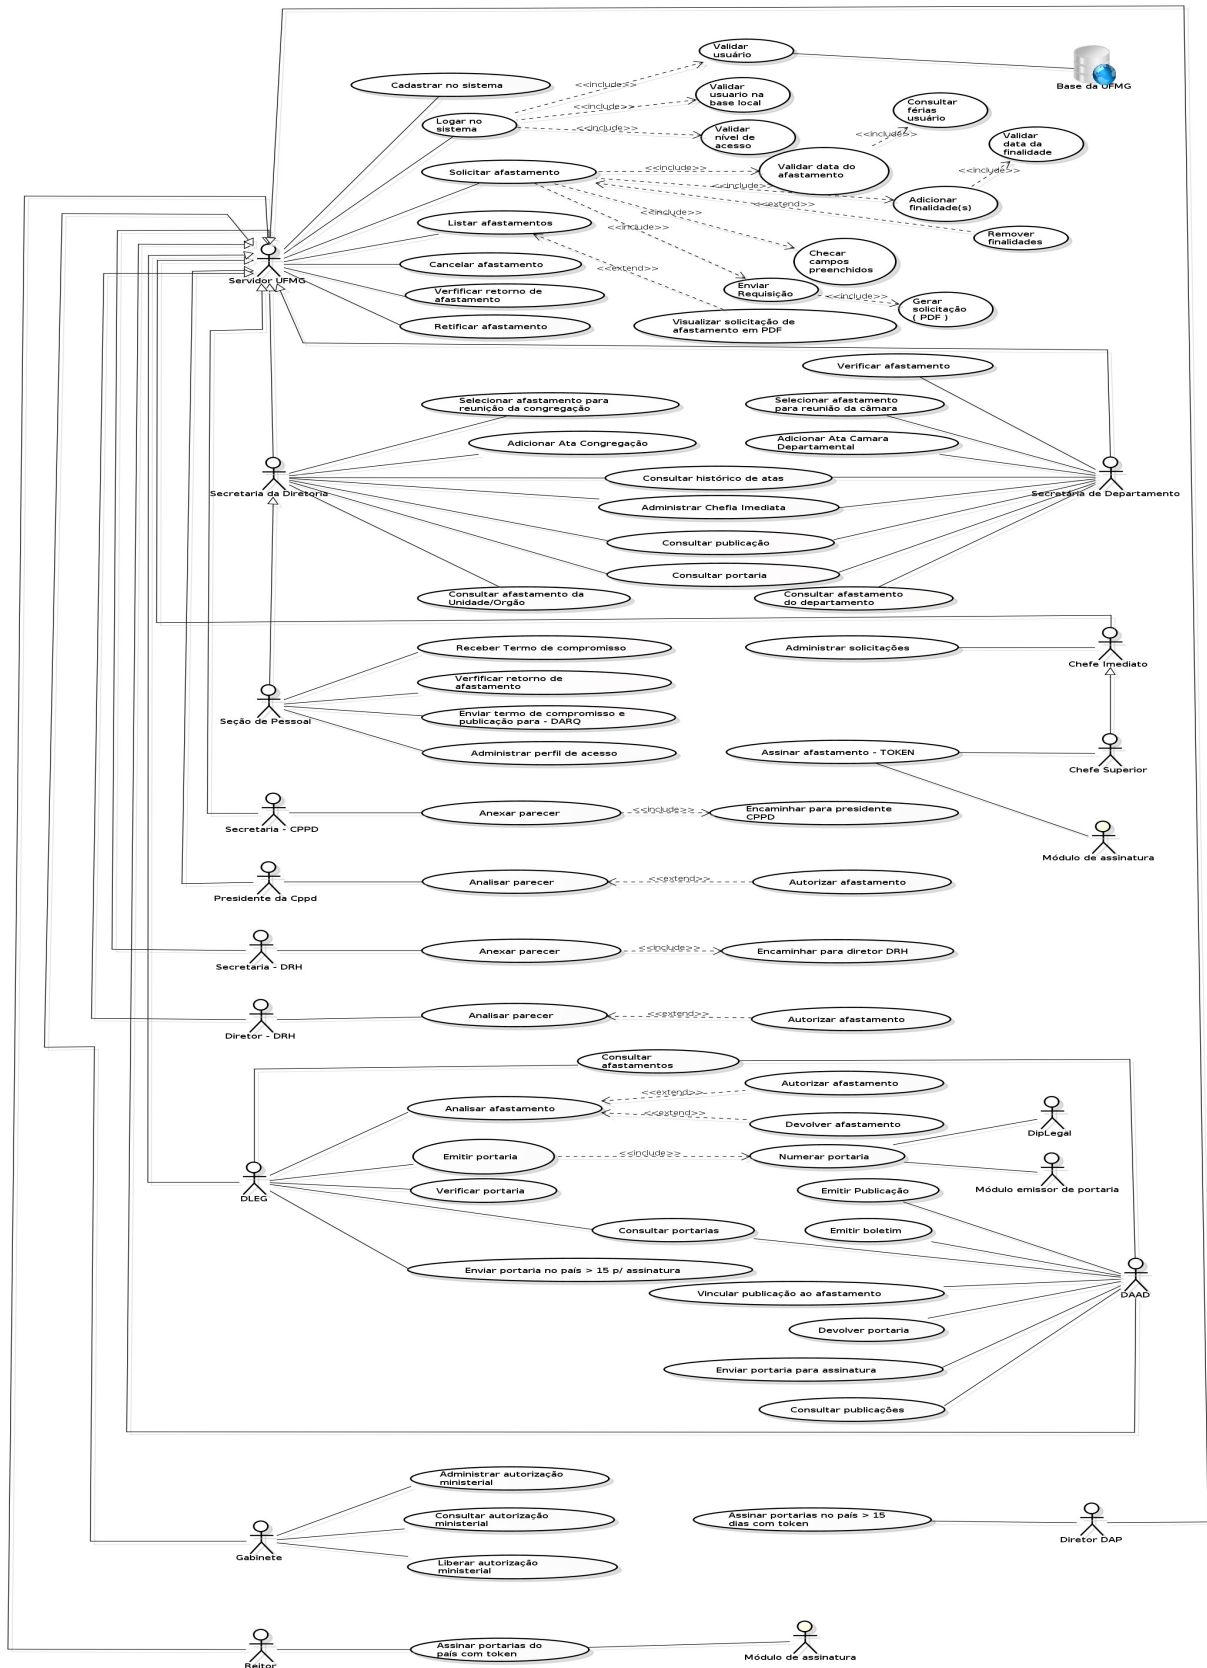 Validar
usuário
Base da UFMG
Cadastrar no sistema
<<include>>
Validar
usuario na
base local
Consultar
férias
usuário
Logar no
sistema
<<include>>
<<include>>
Validar
nível de
acesso
<<include>>
Validar
data da
finalidade
Solicitar afastamento
<<include>>
Validar data do
afastamento
<<include>>
<<include>>
Adicionar
finalidade(s)
<<extend>>
Listar afastamentos
<<include>>
<<include>>
Remover
finalidades
Servidor UFMG
Cancelar afastamento
<<extend>>
Checar
campos
preenchidos
Verfificar retorno de
afastamento
Enviar
Requisição
<<include>>
Gerar
solicitação
( PDF )
Retificar afastamento
Visualizar solicitação de
afastamento em PDF
Verificar afastamento
Selecionar afastamento para
reunição da congregação
Selecionar afastamento
para reunião da câmara
Adicionar Ata Congregação
Adicionar Ata Camara
Departamental
Consultar histórico de atas
Secretaria da Diretoria
Secretária de Departamento
Administrar Chefia Imediata
Consultar publicação
Consultar portaria
Consultar afastamento da
Unidade/Orgão
Consultar afastamento
do departamento
Receber Termo de compromisso
Administrar solicitações
Chefe Imediato
Verfificar retorno de
afastamento
Seção de Pessoal
Enviar termo de compromisso e
publicação para - DARQ
Administrar perfil de acesso
Assinar afastamento - TOKEN
Chefe Superior
Secretaria - CPPD
Anexar parecer
<<include>>
Encaminhar para presidente
CPPD
Módulo de assinatura
Presidente da Cppd
Analisar parecer
<<extend>>
Autorizar afastamento
Secretaria - DRH
Anexar parecer
<<include>>
Encaminhar para diretor DRH
Diretor - DRH
Analisar parecer
<<extend>>
Autorizar afastamento
Consultar
afastamentos
Autorizar afastamento
<<extend>>
Analisar afastamento
<<extend>>
Devolver afastamento
DipLegal
Emitir portaria
<<include>>
Numerar portaria
Módulo emissor de portaria
DLEG
Verificar portaria
Emitir Publicação
Consultar portarias
Emitir boletim
Enviar portaria no país > 15 p/ assinatura
Vincular publicação ao afastamento
DAAD
Devolver portaria
Enviar portaria para assinatura
Consultar publicações
Administrar autorização
ministerial
Consultar autorização
ministerial
Assinar portarias no país > 15
dias com token
Diretor DAP
Gabinete
Liberar autorização
ministerial
Reitor
Assinar portarias do
país com token
Módulo de assinatura